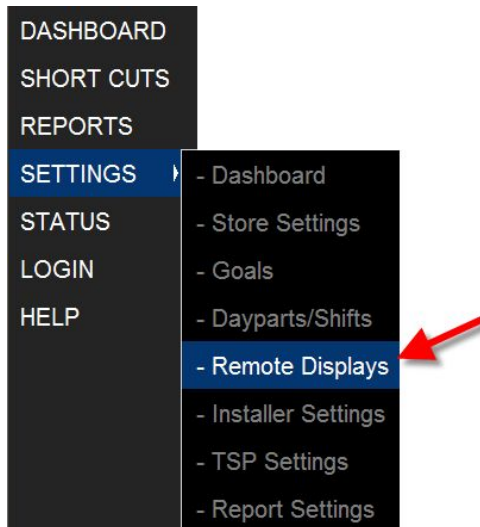 DASHBOARD
SHORT CUTS
REPORTS
SETTINGS
STATUS
LOGIN
HELP
- Dashboard
- Store Settings
- Goals
- Dayparts/Shifts
- Remote Displays
- Installer Settings
- TSP Settings
- Report Settings